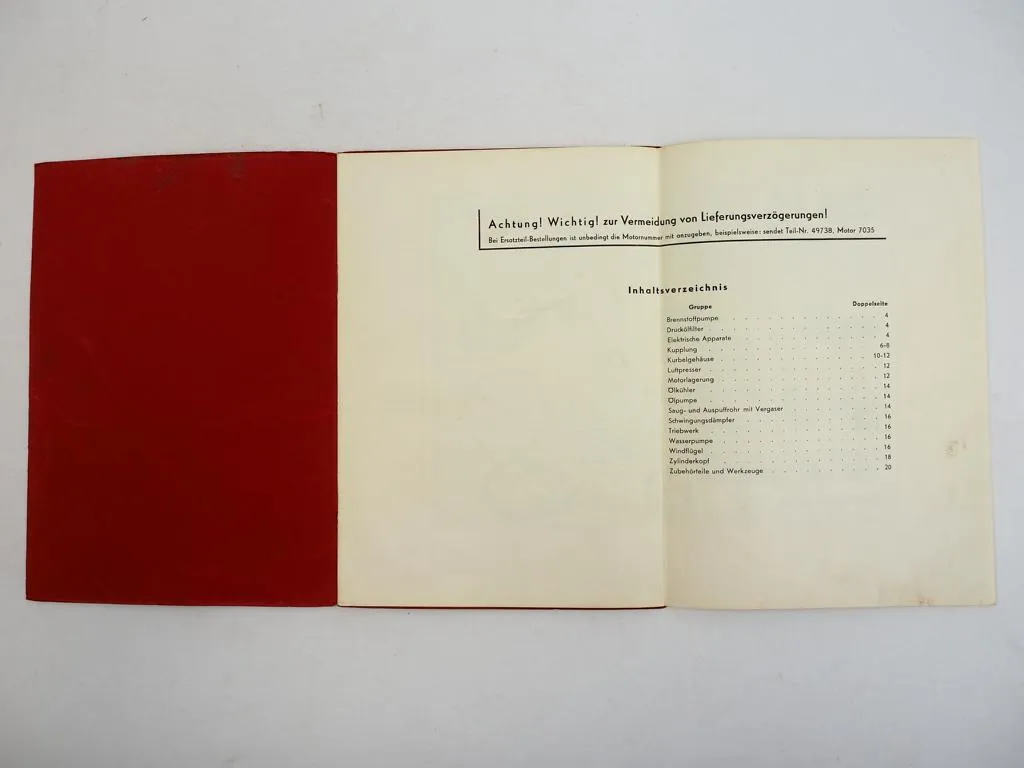 Achtung! Wichtig! zur Vermeidung von Lieferungsverzögerungen!
Bei Ersatzteil-Bestellungen ist unbedingt die Motornummer mit anzugeben, beispielsweise: sendet Teil-Nr. 49738, Motor 7035
Inhaltsverzeichnis
Gruppe Doppelseite
Brennstoffpumpe 4
Druckölfilter 4
Elektrische Apparate 4
Kupplung 6-8
Kurbelgehäuse 10-12
Luftpresser 12
Motorlagerung 12
Ölkühler 14
Ölpumpe 14
Saug- und Auspuffrohr mit Vergaser 14
Schwingungsdämpfer 16
Triebwerk 16
Wasserpumpe 16
Windflügel 16
Zylinderkopf 18
Zubehörteile und Werkzeuge 20